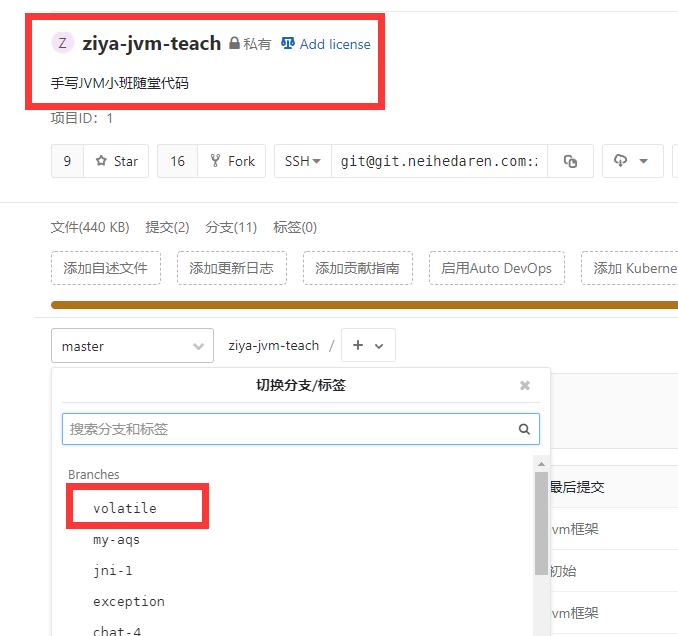 Z ziya-jvm-teach 私有 Add license
手写JVM小班随堂代码
项目ID: 1
9 Star 16 Fork SSH git@git.neihedaren.com:
文件(440 KB) 提交(2) 分支(11) 标签(0)
添加自述文件 添加更新日志 添加贡献指南 启用Auto DevOps 添加 Kuberne
master ziya-jvm-teach / +
切换分支/标签
搜索分支和标签
Branches
最后提交
volatile
vm框架
my-aqs
jni-1
初始
exception
vm框架
chat-4